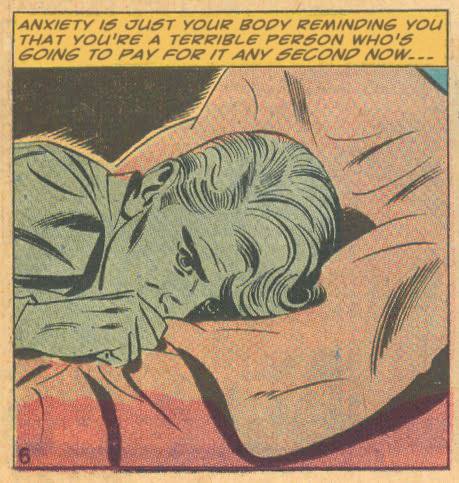 ANXIETY IS JUST YOUR BODY REMINDING YOU
THAT YOU'RE A TERRIBLE PERSON WHO'S
GOING TO PAY FOR IT ANY SECOND NOW---
6